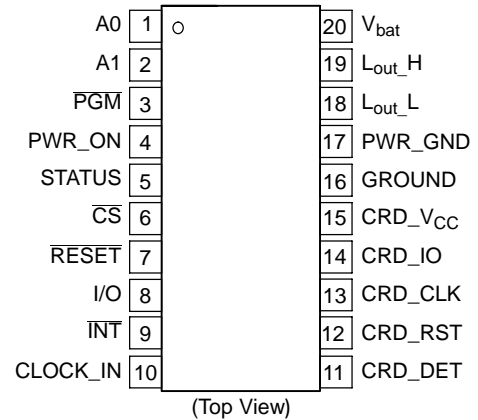 A0 1 20 Vbat
A1 2 19 Lout_H
PGM 3 18 Lout_L
PWR_ON 4 17 PWR_GND
STATUS 5 16 GROUND
CS 6 15 CRD_VCC
RESET 7 14 CRD_IO
I/O 8 13 CRD_CLK
INT 9 12 CRD_RST
CLOCK_IN 10 11 CRD_DET
(Top View)